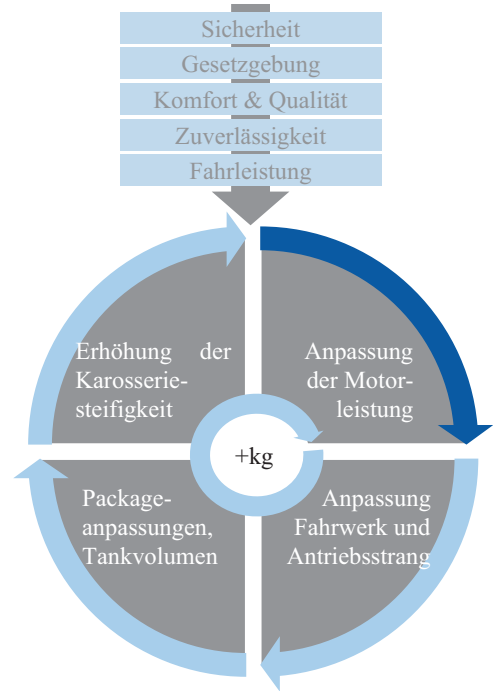 Sicherheit
Gesetzgebung
Komfort & Qualität
Zuverlässigkeit
Fahrleistung
Erhöhung der
Karosserie-
steifigkeit
Anpassung
der Motor-
leistung
+kg
Package-
anpassungen,
Tankvolumen
Anpassung
Fahrwerk und
Antriebsstrang